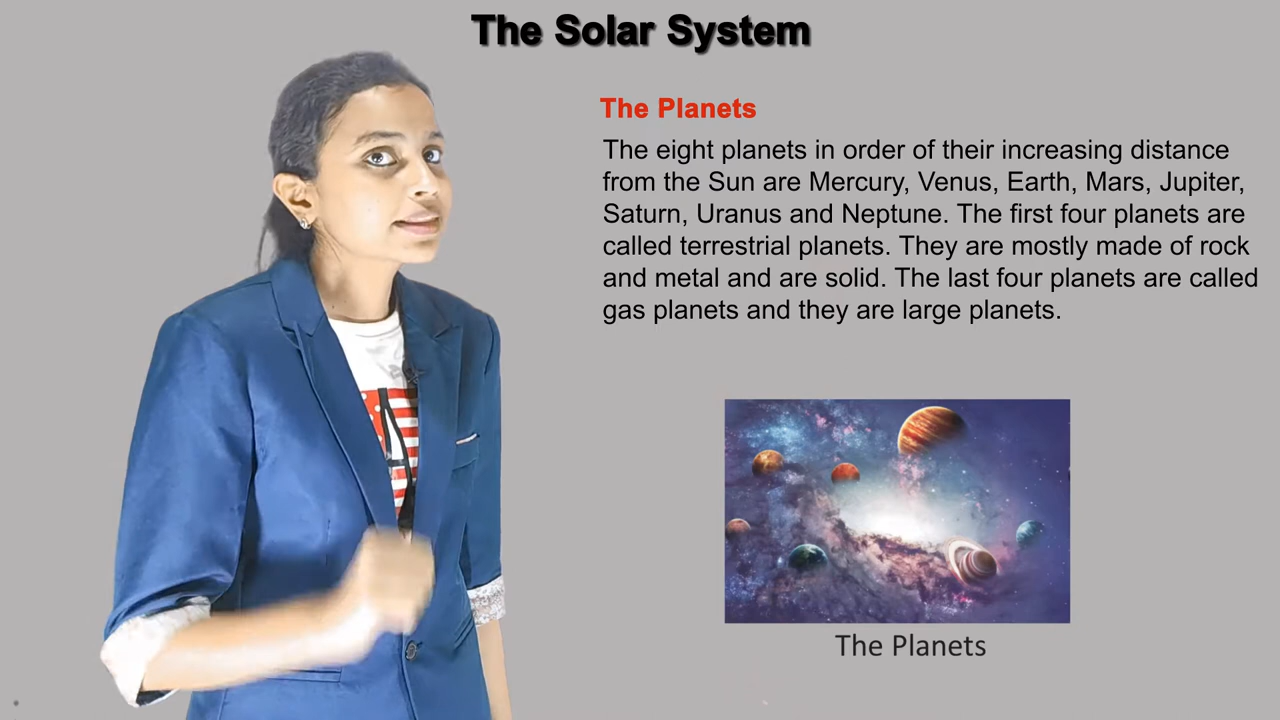 The Solar System
The Planets
The eight planets in order of their increasing distance
from the Sun are Mercury, Venus, Earth, Mars, Jupiter,
Saturn, Uranus and Neptune. The first four planets are
called terrestrial planets. They are mostly made of rock
and metal and are solid. The last four planets are called
gas planets and they are large planets.
The Planets